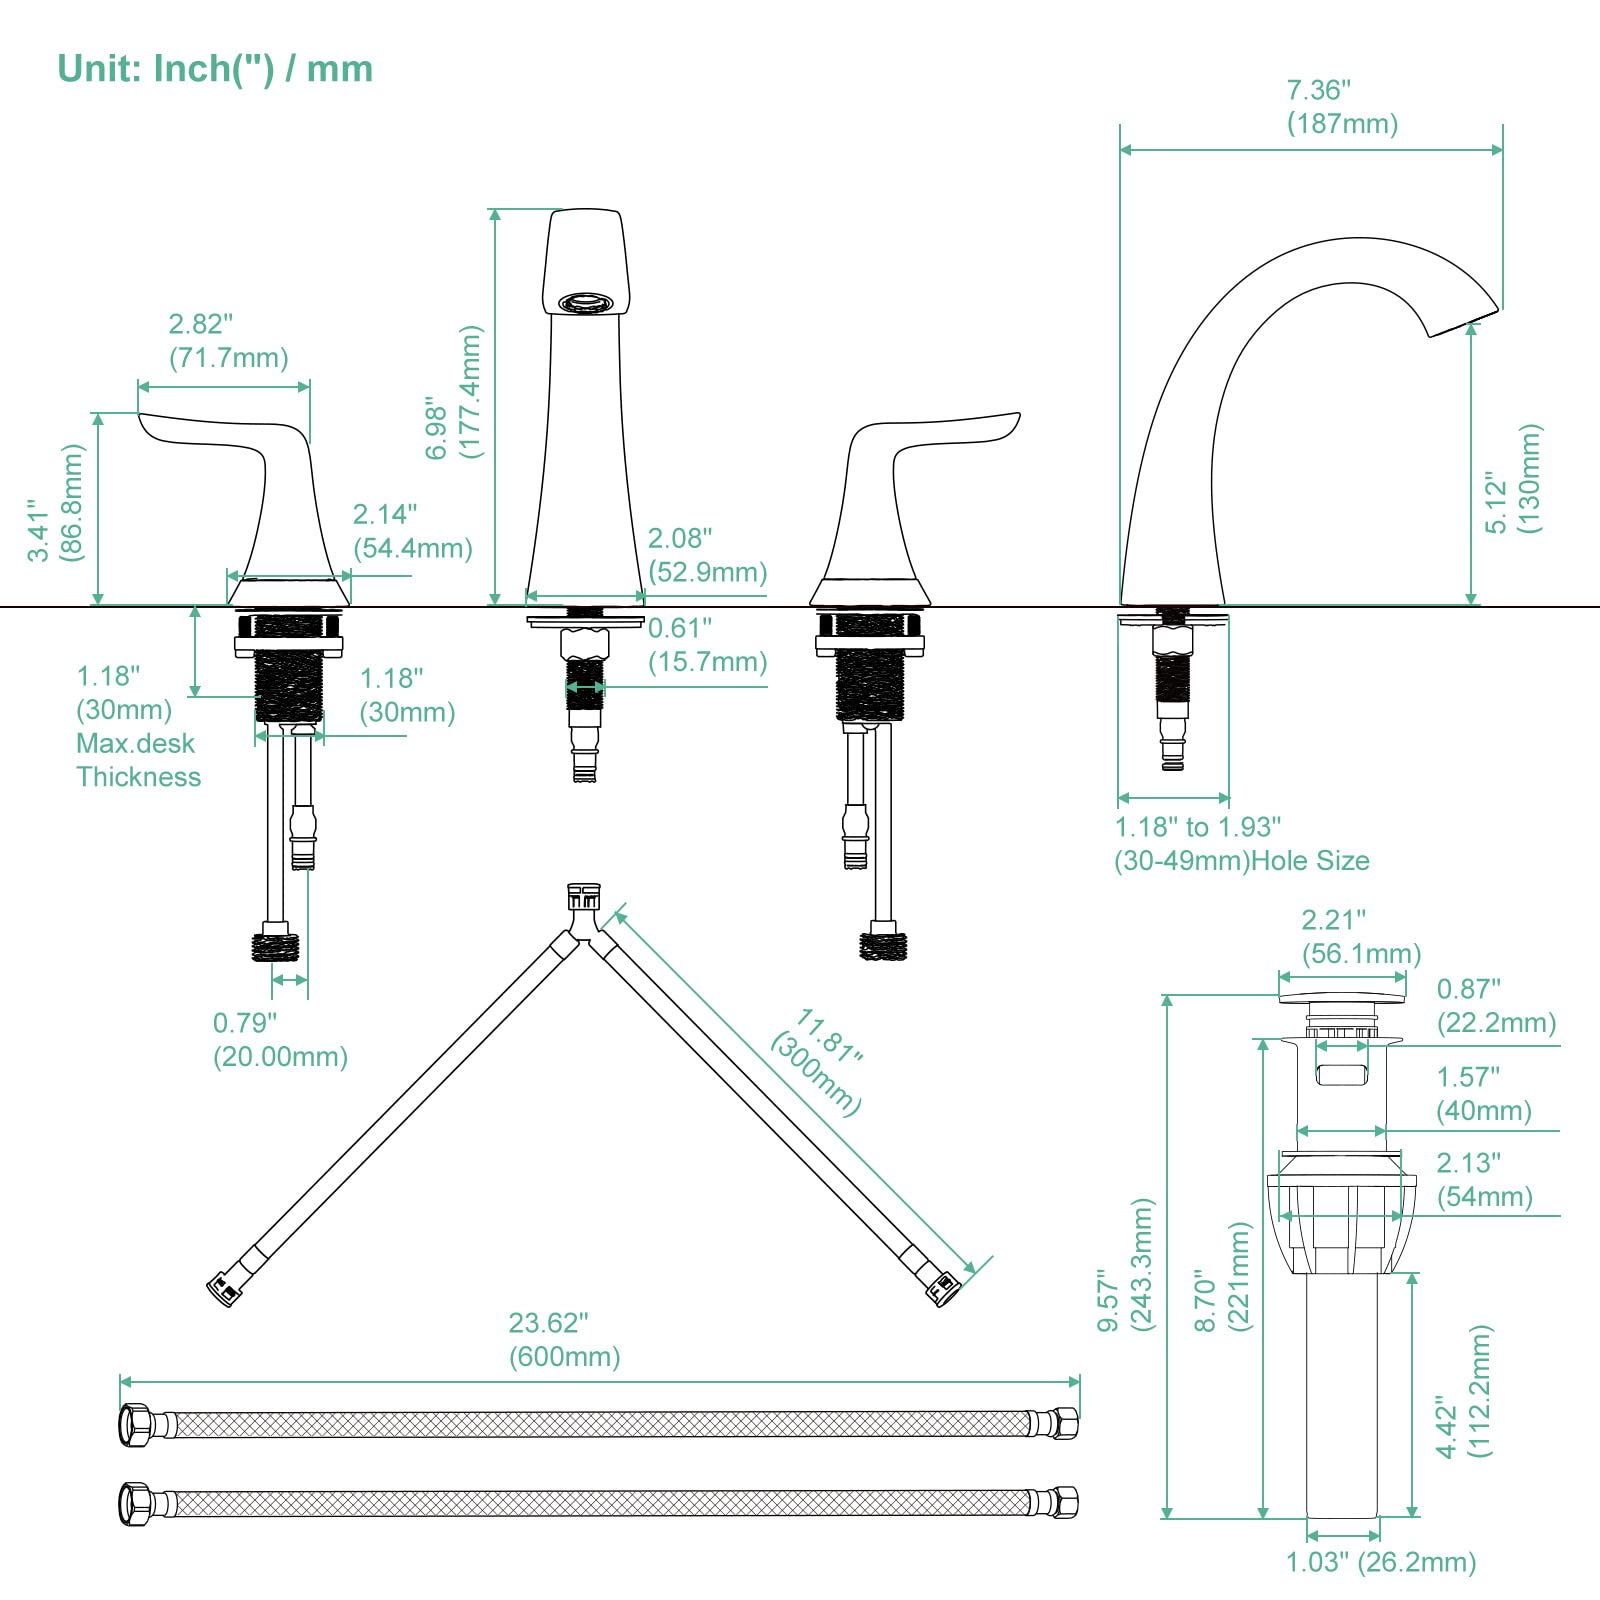 Unit: Inch(") / mm
7.36"
(187mm)
2.82"
(71.7mm)
6.98"
(177.4mm)
3.41"
(86.8mm)
2.14"
(54.4mm)
2.08"
(52.9mm)
5.12"
(130mm)
0.61"
(15.7mm)
1.18"
(30mm)
Max.desk
Thickness
1.18"
(30mm)
1.18" to 1.93"
(30-49mm)Hole Size
2.21"
(56.1mm)
0.87"
(22.2mm)
0.79"
(20.00mm)
11.81"
(300mm)
1.57"
(40mm)
2.13"
(54mm)
9.57"
(243.3mm)
8.70"
(221mm)
23.62"
(600mm)
4.42"
(112.2mm)
1.03" (26.2mm)